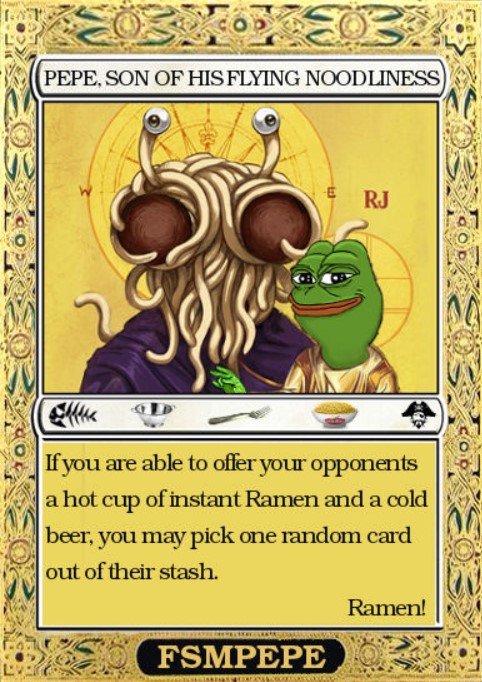 PEPE, SON OF HIS FLYING NOODLINESS
W
E
RJ
If you are able to offer your opponents
a hot cup of instant Ramen and a cold
beer, you may pick one random card
out of their stash.
Ramen!
FSMPEPE